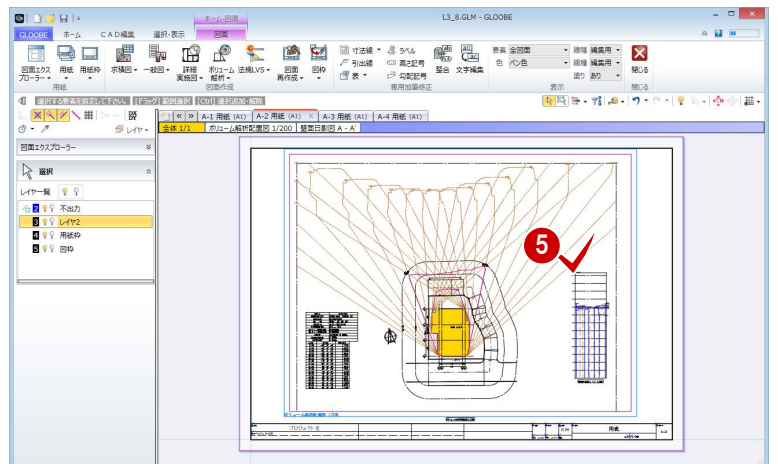 ホーム-図面
L3_8.GLM - GLOOBE
GLOOBE ホーム CAD編集 選択・表示 図面
図面エクスプローラー 用紙 用紙枠 求積図 一般図 詳細実施図 ボリューム解析 法規LVS 図面再作成 図枠
寸法線 ラベル
引出線 高さ記号
表 勾配記号
整合 文字編集
要素 全図面
色 ペン色
線幅 編集用
線種 編集用
塗り あり
閉じる
用紙 図面作成 専用加筆修正 表示 閉じる
選択する要素を指定して下さい。 [ドラッグ] 範囲選択 [Ctrl] 選択追加・解除
レイヤー
A-1 用紙 (A1) A-2 用紙 (A1) A-3 用紙 (A1) A-4 用紙 (A1)
全体 1/1 ボリューム解析配置図 1/200 壁面日影図 A - A'
図面エクスプローラー
選択
レイヤ一覧
2 不出力
3 レイヤ2
4 用紙枠
5 図枠
5
用紙